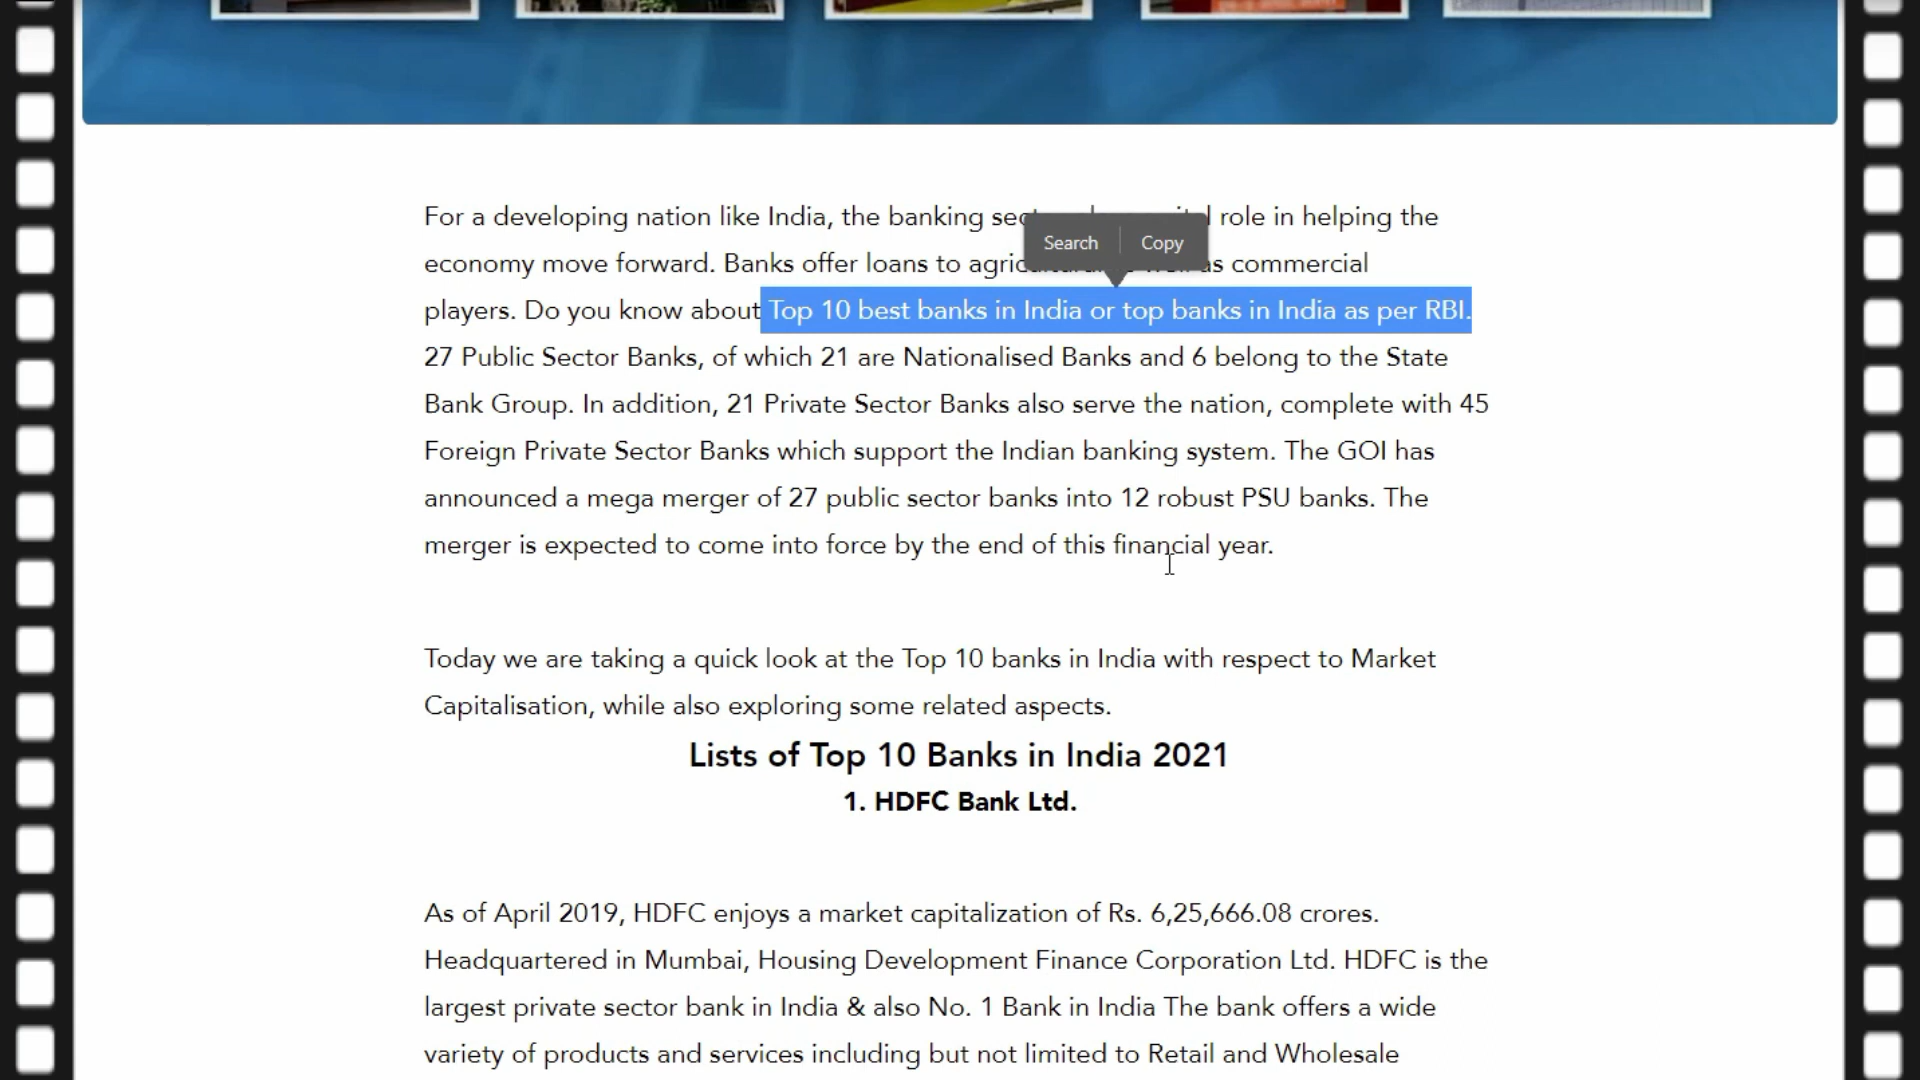 For a developing nation like India, the banking role in helping the
Search Copy
economy move forward. Banks offer loans to as commercial
players. Do you know about Top 10 best banks in India or top banks in India as per RBI.
27 Public Sector Banks, of which 21 are Nationalised Banks and 6 belong to the State
Bank Group. In addition, 21 Private Sector Banks also serve the nation, complete with 45
Foreign Private Sector Banks which support the Indian banking system. The GOI has
announced a mega merger of 27 public sector banks into 12 robust PSU banks. The
merger is expected to come into force by the end of this financial year.
Today we are taking a quick look at the Top 10 banks in India with respect to Market
Capitalisation, while also exploring some related aspects.
Lists of Top 10 Banks in India 2021
1. HDFC Bank Ltd.
As of April 2019, HDFC enjoys a market capitalization of Rs. 6,25,666.08 crores.
Headquartered in Mumbai, Housing Development Finance Corporation Ltd. HDFC is the
largest private sector bank in India & also No. 1 Bank in India The bank offers a wide
variety of products and services including but not limited to Retail and Wholesale